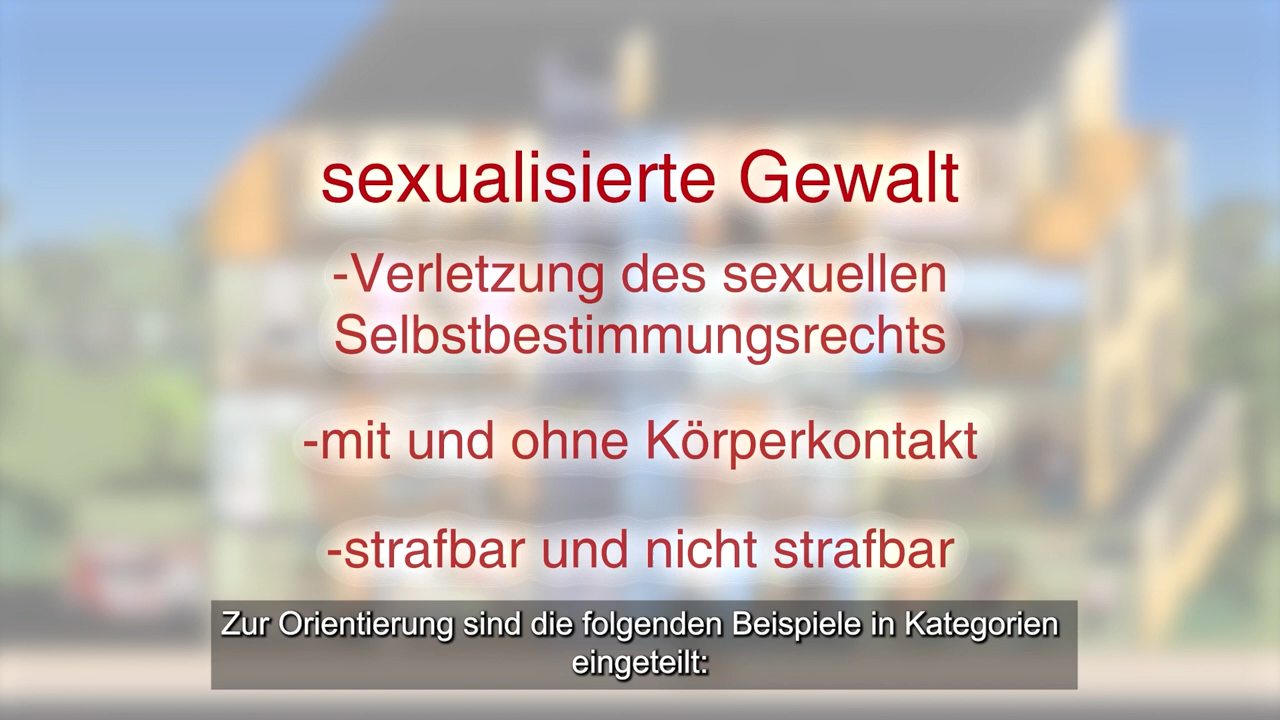 sexualisierte Gewalt
-Verletzung des sexuellen
Selbstbestimmungsrechts
-mit und ohne Körperkontakt
-strafbar und nicht strafbar
Zur Orientierung sind die folgenden Beispiele in Kategorien
eingeteilt: